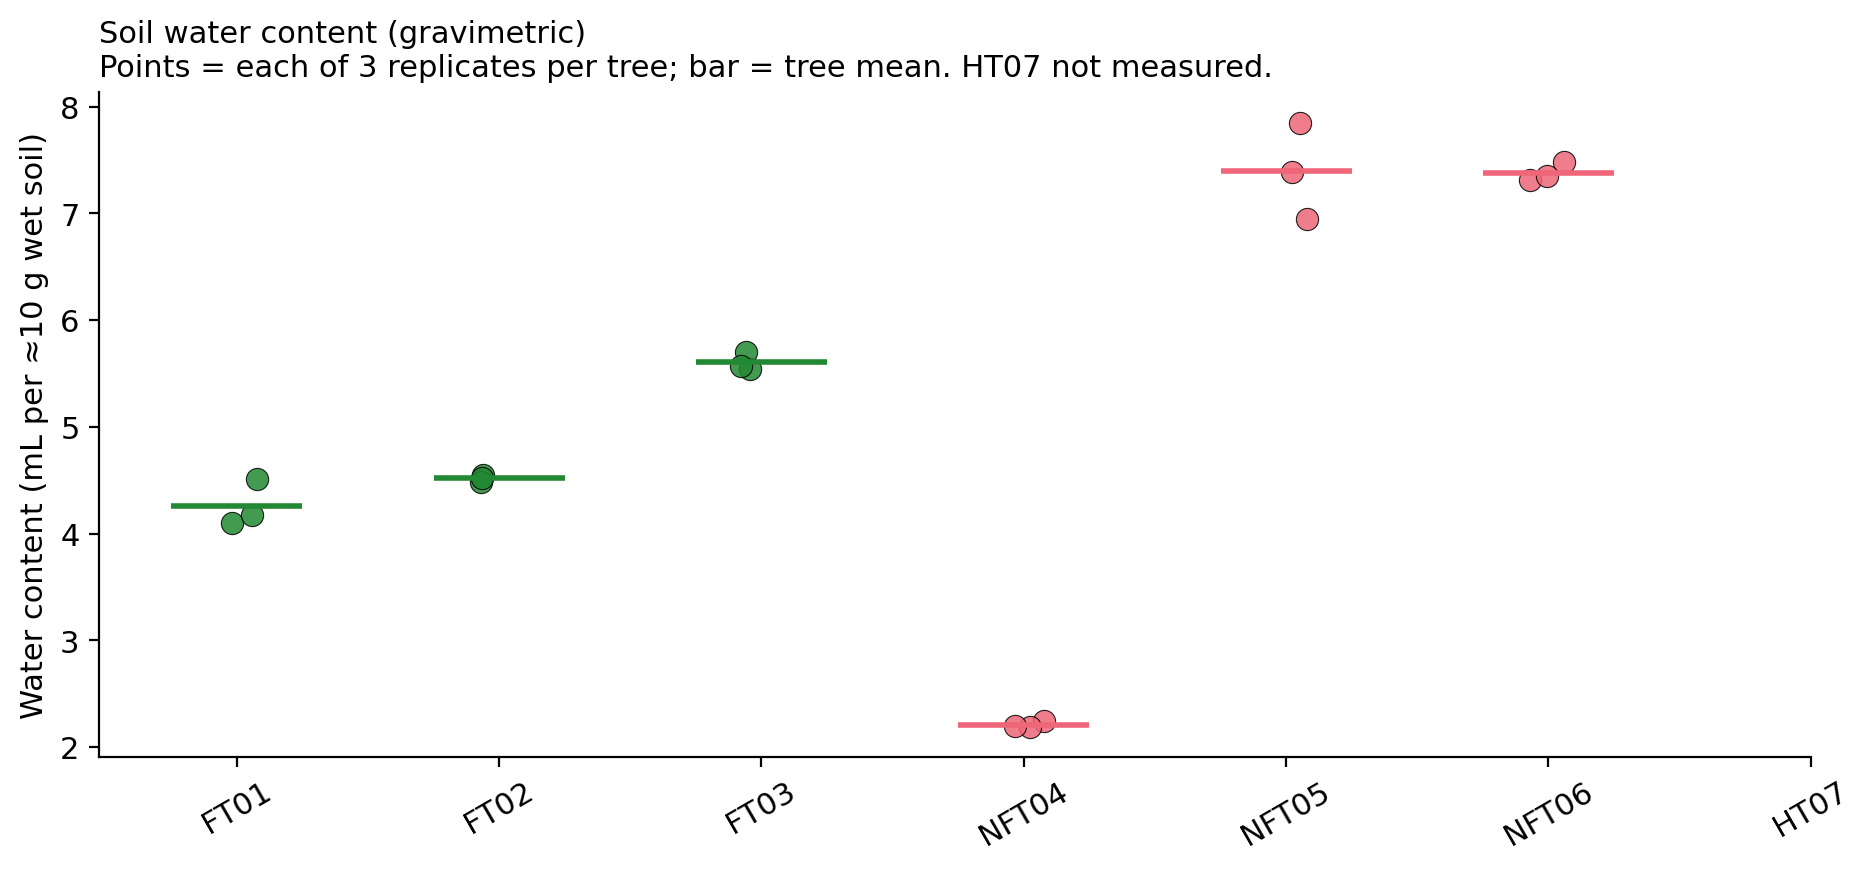 Soil water content (gravimetric)
Points = each of 3 replicates per tree; bar = tree mean. HT07 not measured.
Water content (mL per ≈10 g wet soil)
8
7
6
5
4
3
2
FT01
FT02
FT03
NFT04
NFT05
NFT06
HT07